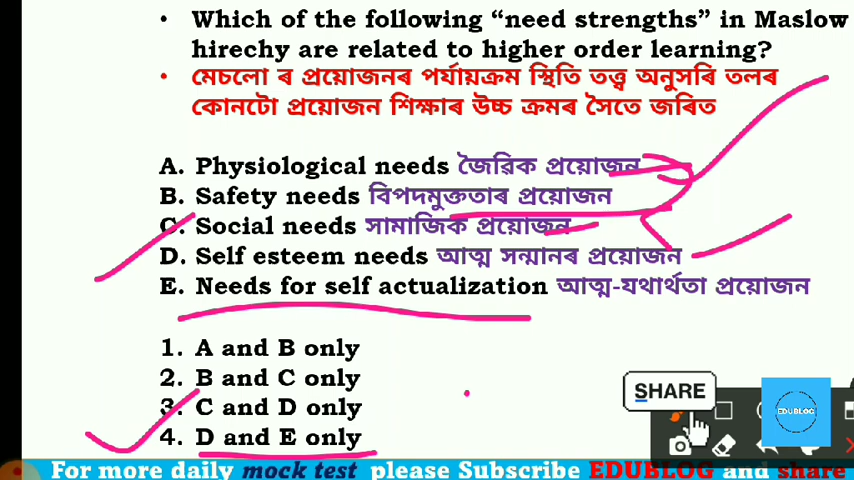 • Which of the following “need strengths” in Maslow
hirechy are related to higher order learning?
• মেচলো ৰ প্ৰয়োজনৰ পৰ্যায়ক্ৰম স্থিতি তত্ত্ব অনুসৰি তলৰ
কোনটো প্ৰয়োজন শিক্ষাৰ উচ্চ ক্ৰমৰ সৈতে জৰিত
A. Physiological needs জৈৱিক প্ৰয়োজন
B. Safety needs বিপদমুক্ততাৰ প্ৰয়োজন
C. Social needs সামাজিক প্ৰয়োজন
D. Self esteem needs আত্ম সন্মানৰ প্ৰয়োজন
E. Needs for self actualization আত্ম-যথাৰ্থতা প্ৰয়োজন
1. A and B only
2. B and C only
3. C and D only
4. D and E only
SHARE
EDUBLOG
For more daily mock test please Subscribe EDUBLOG and share